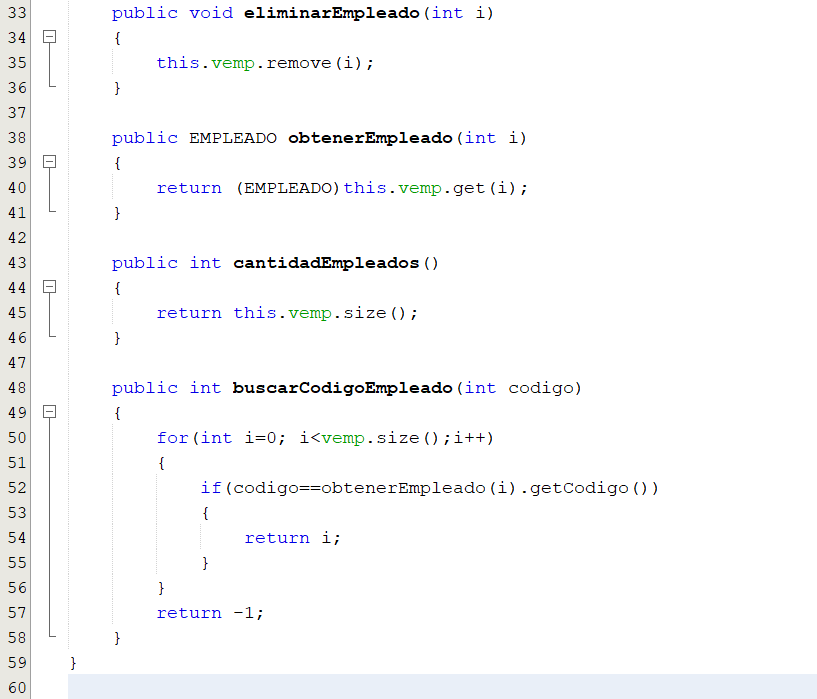 33 public void eliminarEmpleado(int i)
34 {
35 this.vemp.remove(i);
36 }
37
38 public EMPLEADO obtenerEmpleado(int i)
39 {
40 return (EMPLEADO)this.vemp.get(i);
41 }
42
43 public int cantidadEmpleados()
44 {
45 return this.vemp.size();
46 }
47
48 public int buscarCodigoEmpleado(int codigo)
49 {
50 for(int i=0; i<vemp.size();i++)
51 {
52 if(codigo==obtenerEmpleado(i).getCodigo())
53 {
54 return i;
55 }
56 }
57 return -1;
58 }
59 }
60